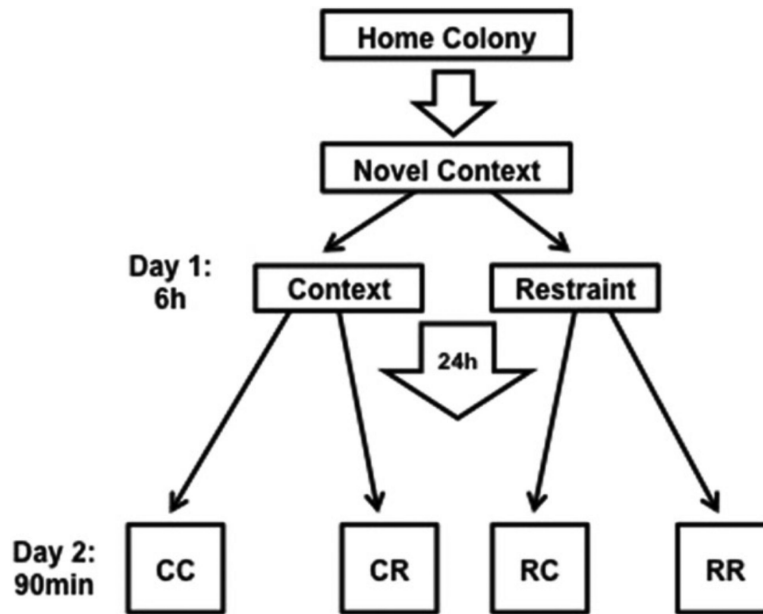 Home Colony
Novel Context
Day 1:
6h
Context
Restraint
24h
Day 2:
90min
CC
CR
RC
RR